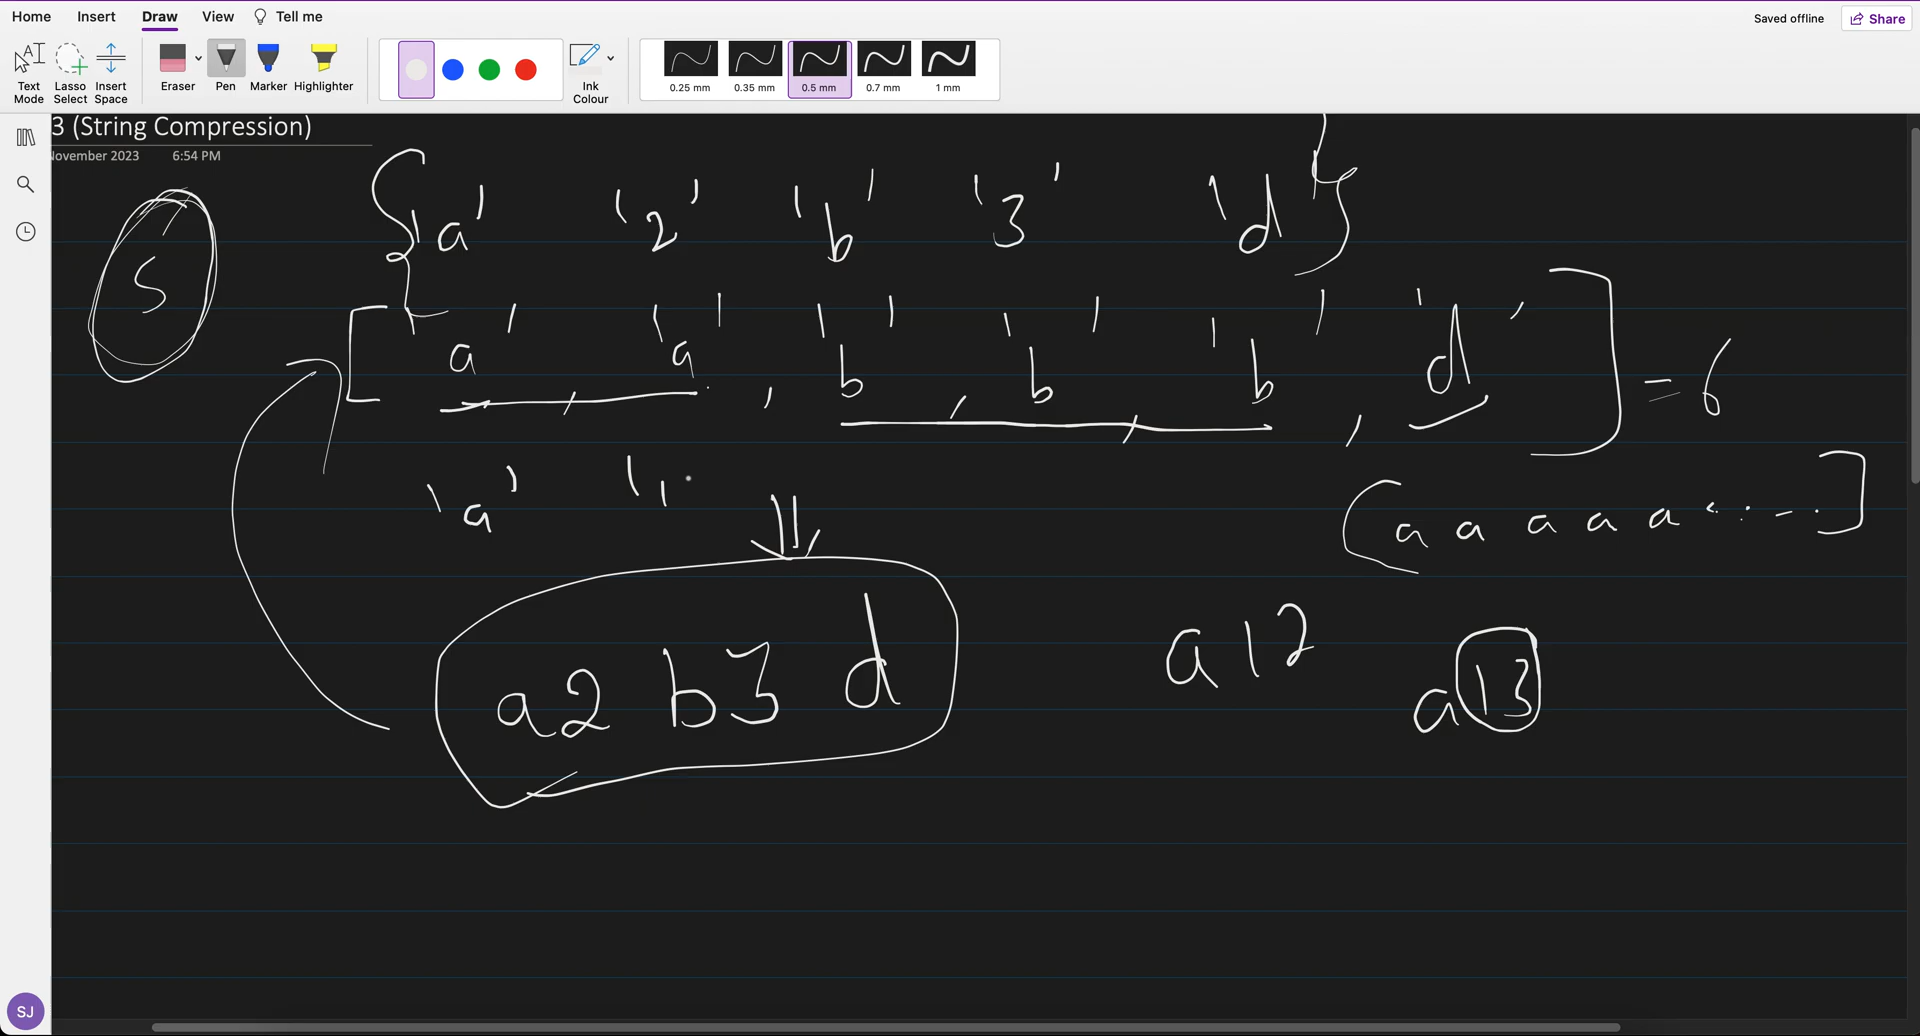 Home Insert Draw View Tell me
Saved offline Share
Text Mode
Lasso Select
Insert Space
Eraser
Pen
Marker
Highlighter
Ink Colour
0.25 mm 0.35 mm 0.5 mm 0.7 mm 1 mm
3 (String Compression)
November 2023 6:54 PM
{'a' '2' 'b' '3' 'd'}
5
['a', 'a', 'b', 'b', 'b', 'd'] = 6
'a' '1
[a a a a a ....]
a12
a2 b3 d
a13
SJ